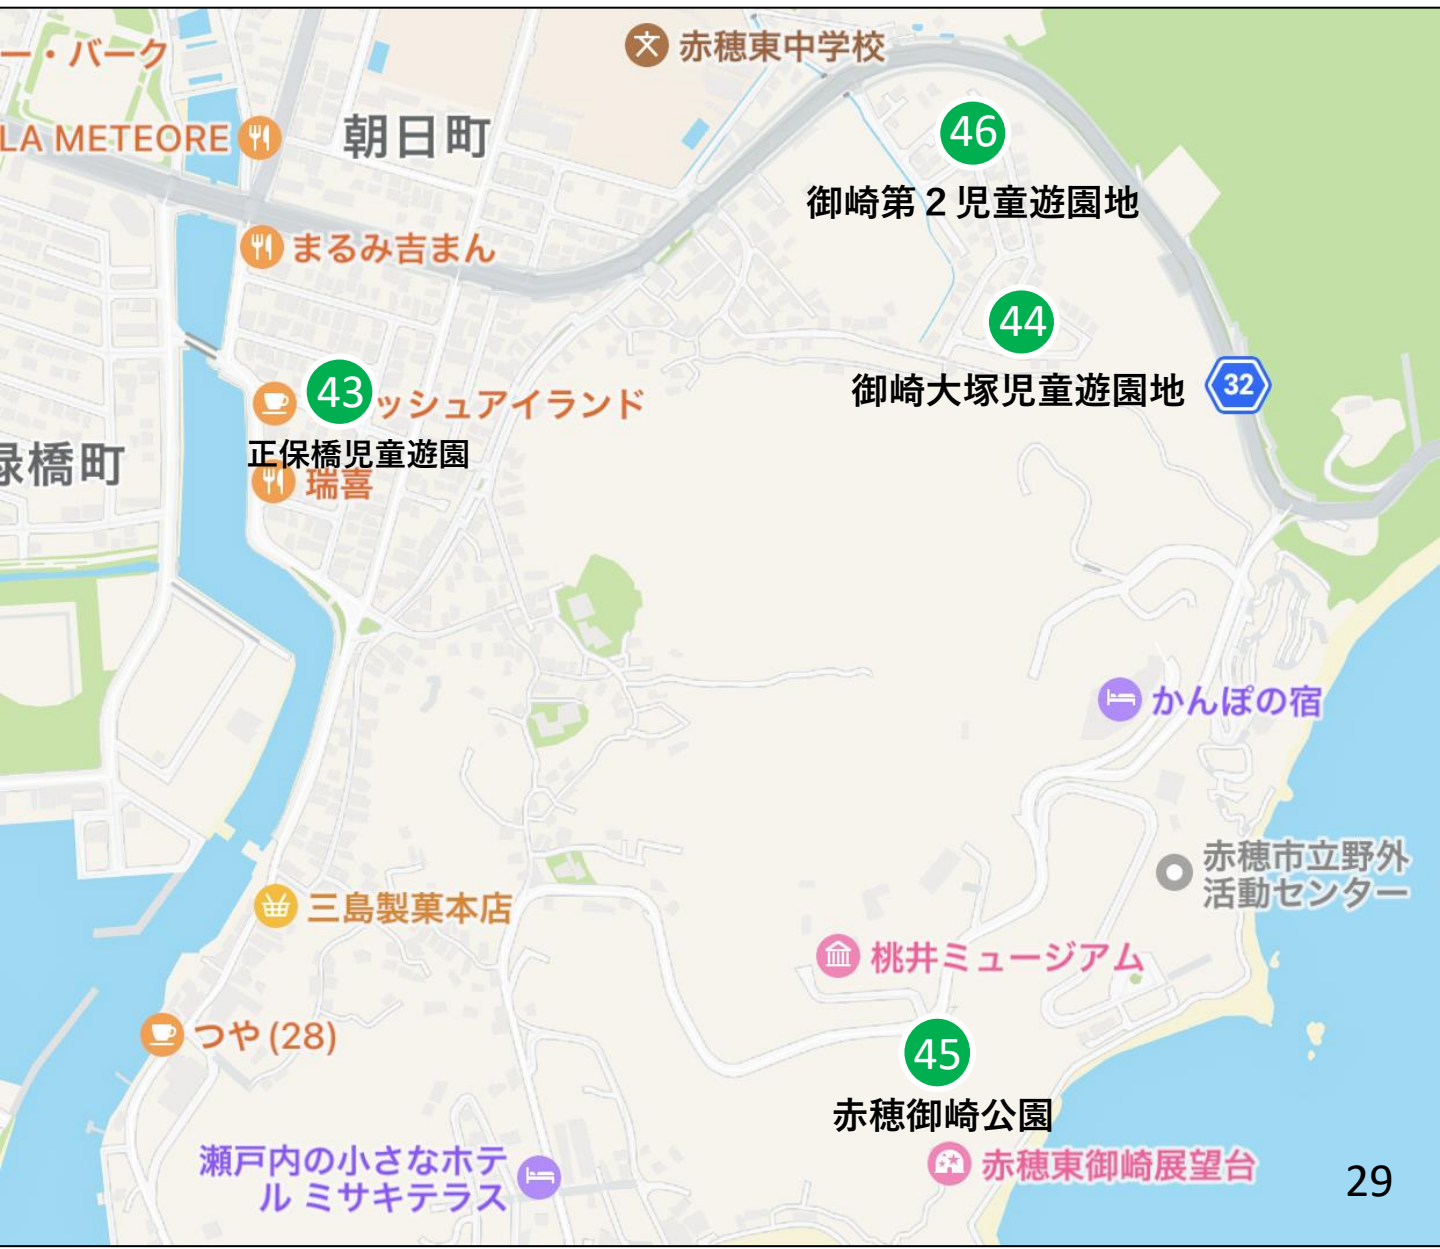 ー・パーク
赤穂東中学校
LA METEORE
朝日町
46
御崎第２児童遊園地
まるみ吉まん
44
御崎大塚児童遊園地
32
43
ッシュアイランド
正保橋児童遊園
瑞喜
緑橋町
かんぽの宿
赤穂市立野外
活動センター
三島製菓本店
桃井ミュージアム
つや (28)
45
赤穂御崎公園
瀬戸内の小さなホテ
ル ミサキテラス
赤穂東御崎展望台
29